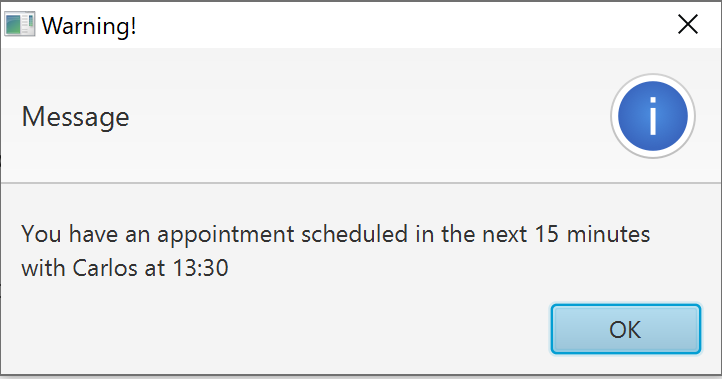 Warning!
Message
You have an appointment scheduled in the next 15 minutes
with Carlos at 13:30
OK